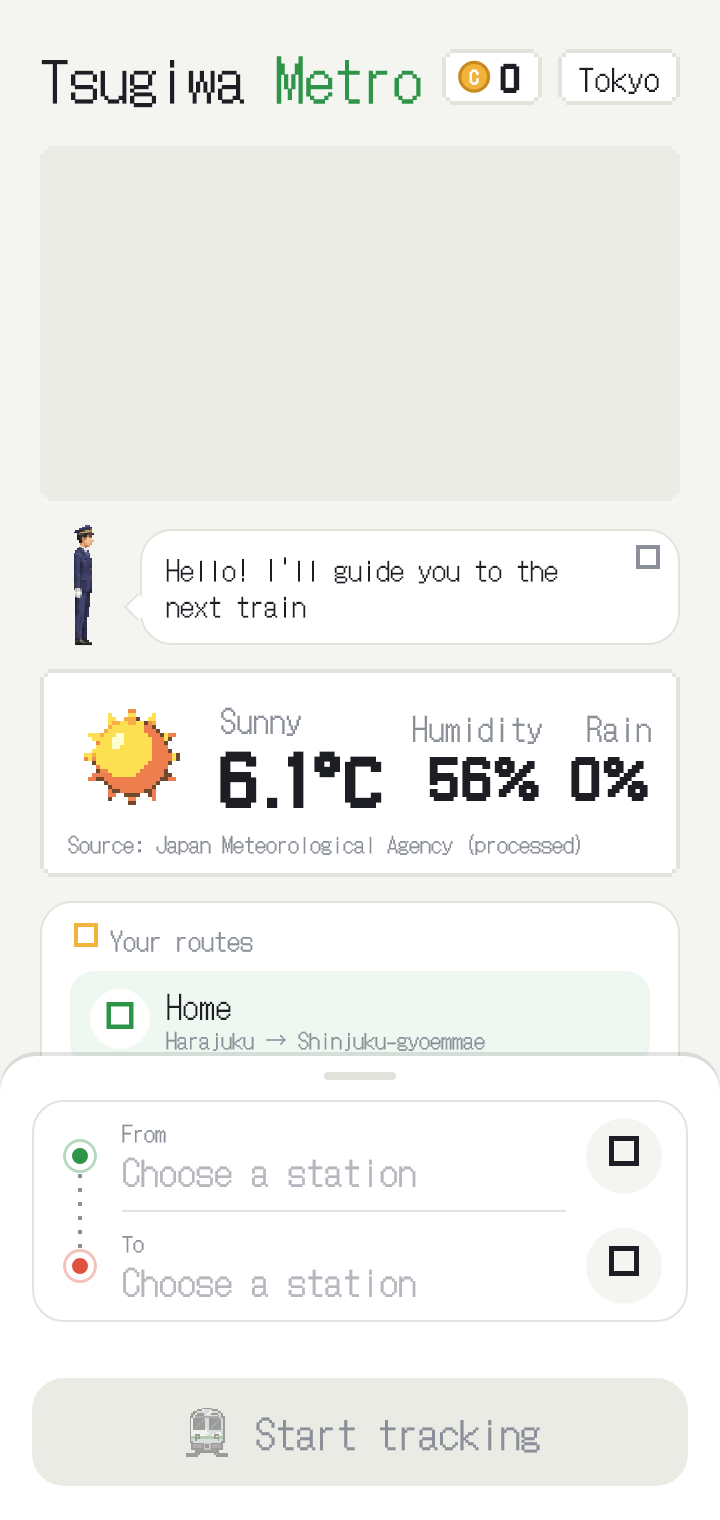 Tsugiwa Metro
C 0
Tokyo
Hello! I'll guide you to the
next train
Sunny
6.1°C
Humidity
56%
Rain
0%
Source: Japan Meteorological Agency (processed)
Your routes
Home
Harajuku → Shinjuku-gyoemmae
From
Choose a station
To
Choose a station
Start tracking